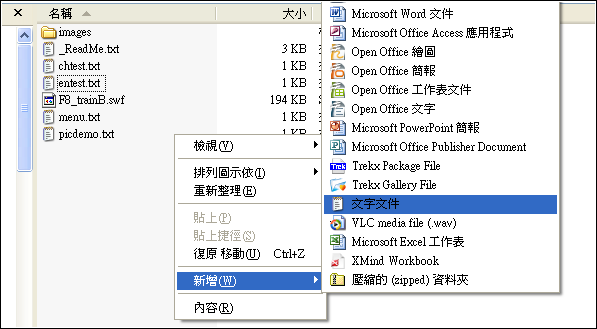 名稱 大小
images
_ReadMe.txt 3 KB
chtest.txt 1 KB
entest.txt 1 KB
F8_trainB.swf 194 KB
menu.txt 1 KB
picdemo.txt 1 KB
檢視(V)
排列圖示依(I)
重新整理(E)
貼上(P)
貼上捷徑(S)
復原 移動(U) Ctrl+Z
新增(W)
內容(R)
Microsoft Word 文件
Microsoft Office Access 應用程式
Open Office 繪圖
Open Office 簡報
Open Office 工作表文件
Open Office 文字
Microsoft PowerPoint 簡報
Microsoft Office Publisher Document
Trekx Package File
Trekx Gallery File
文字文件
VLC media file (.wav)
Microsoft Excel 工作表
XMind Workbook
壓縮的 (zipped) 資料夾